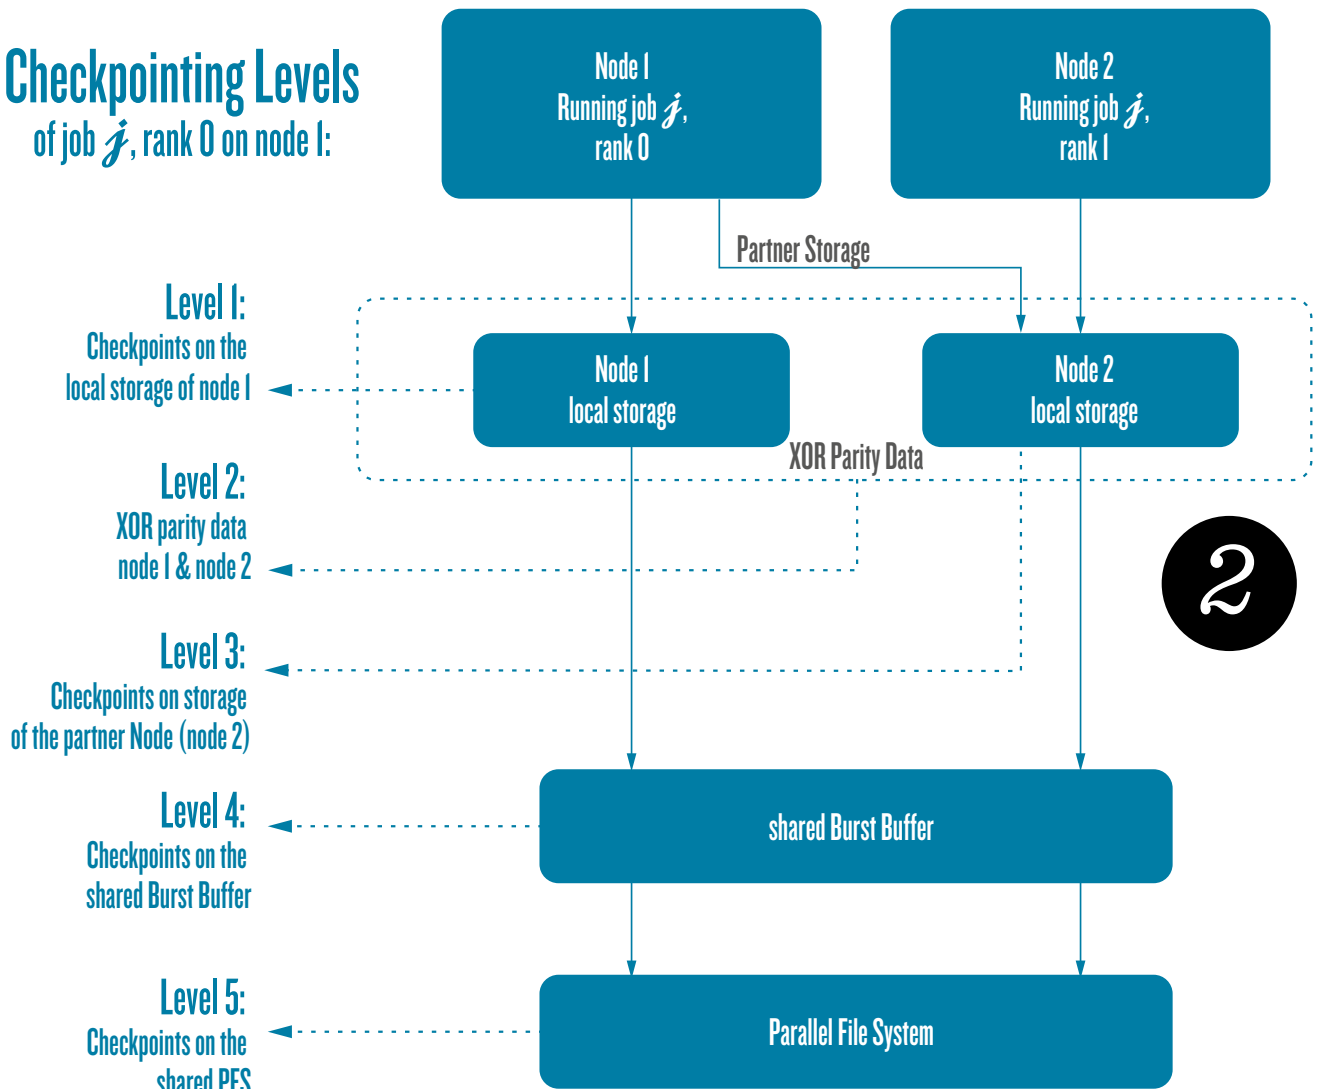 Checkpointing Levels
of job j, rank 0 on node 1:
Node 1
Running job j,
rank 0
Node 2
Running job j,
rank 1
Partner Storage
Level 1:
Checkpoints on the
local storage of node 1
Node 1
local storage
Node 2
local storage
XOR Parity Data
Level 2:
XOR parity data
node 1 & node 2
2
Level 3:
Checkpoints on storage
of the partner Node (node 2)
Level 4:
Checkpoints on the
shared Burst Buffer
shared Burst Buffer
Level 5:
Checkpoints on the
shared PFS
Parallel File System